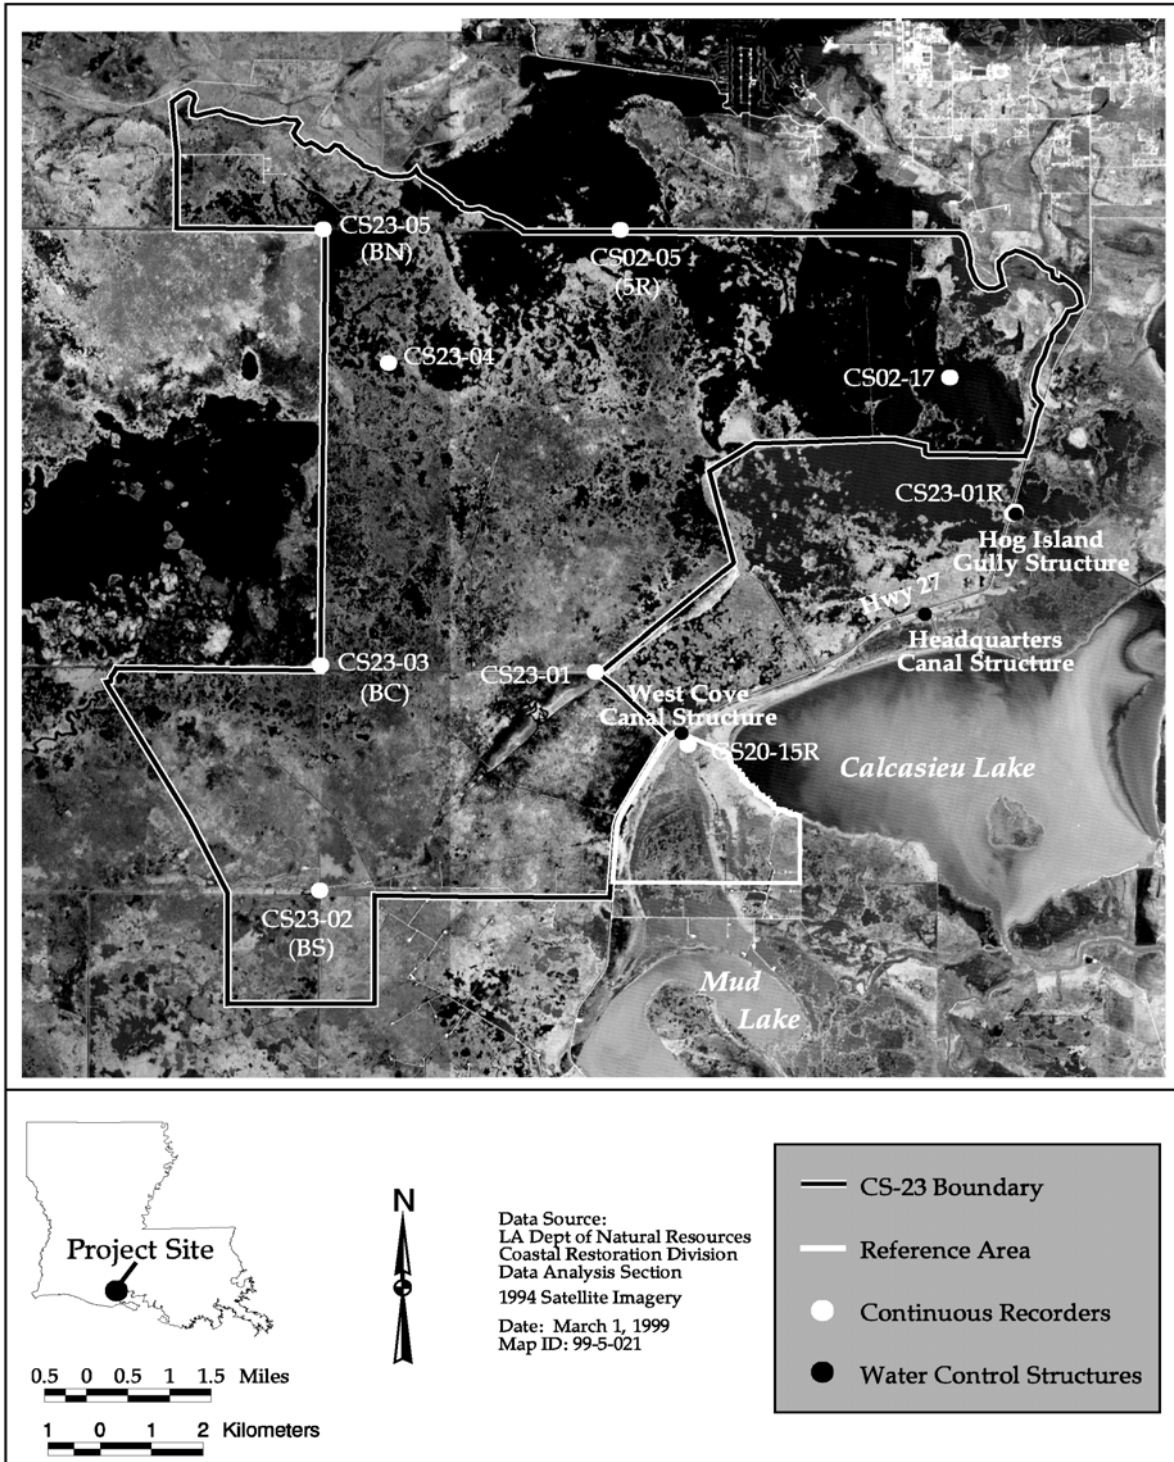 CS23-05
(BN)
CS02-05
(5R)
CS23-04
CS02-17
CS23-01R
Hog Island
Gully Structure
Hwy 27
Headquarters
Canal Structure
CS23-03
(BC)
CS23-01
West Cove
Canal Structure
CS20-15R
Calcasieu Lake
CS23-02
(BS)
Mud
Lake
Project Site
N
Data Source:
LA Dept of Natural Resources
Coastal Restoration Division
Data Analysis Section
1994 Satellite Imagery
Date: March 1, 1999
Map ID: 99-5-021
CS-23 Boundary
Reference Area
Continuous Recorders
Water Control Structures
0.5 0 0.5 1 1.5 Miles
1 0 1 2 Kilometers